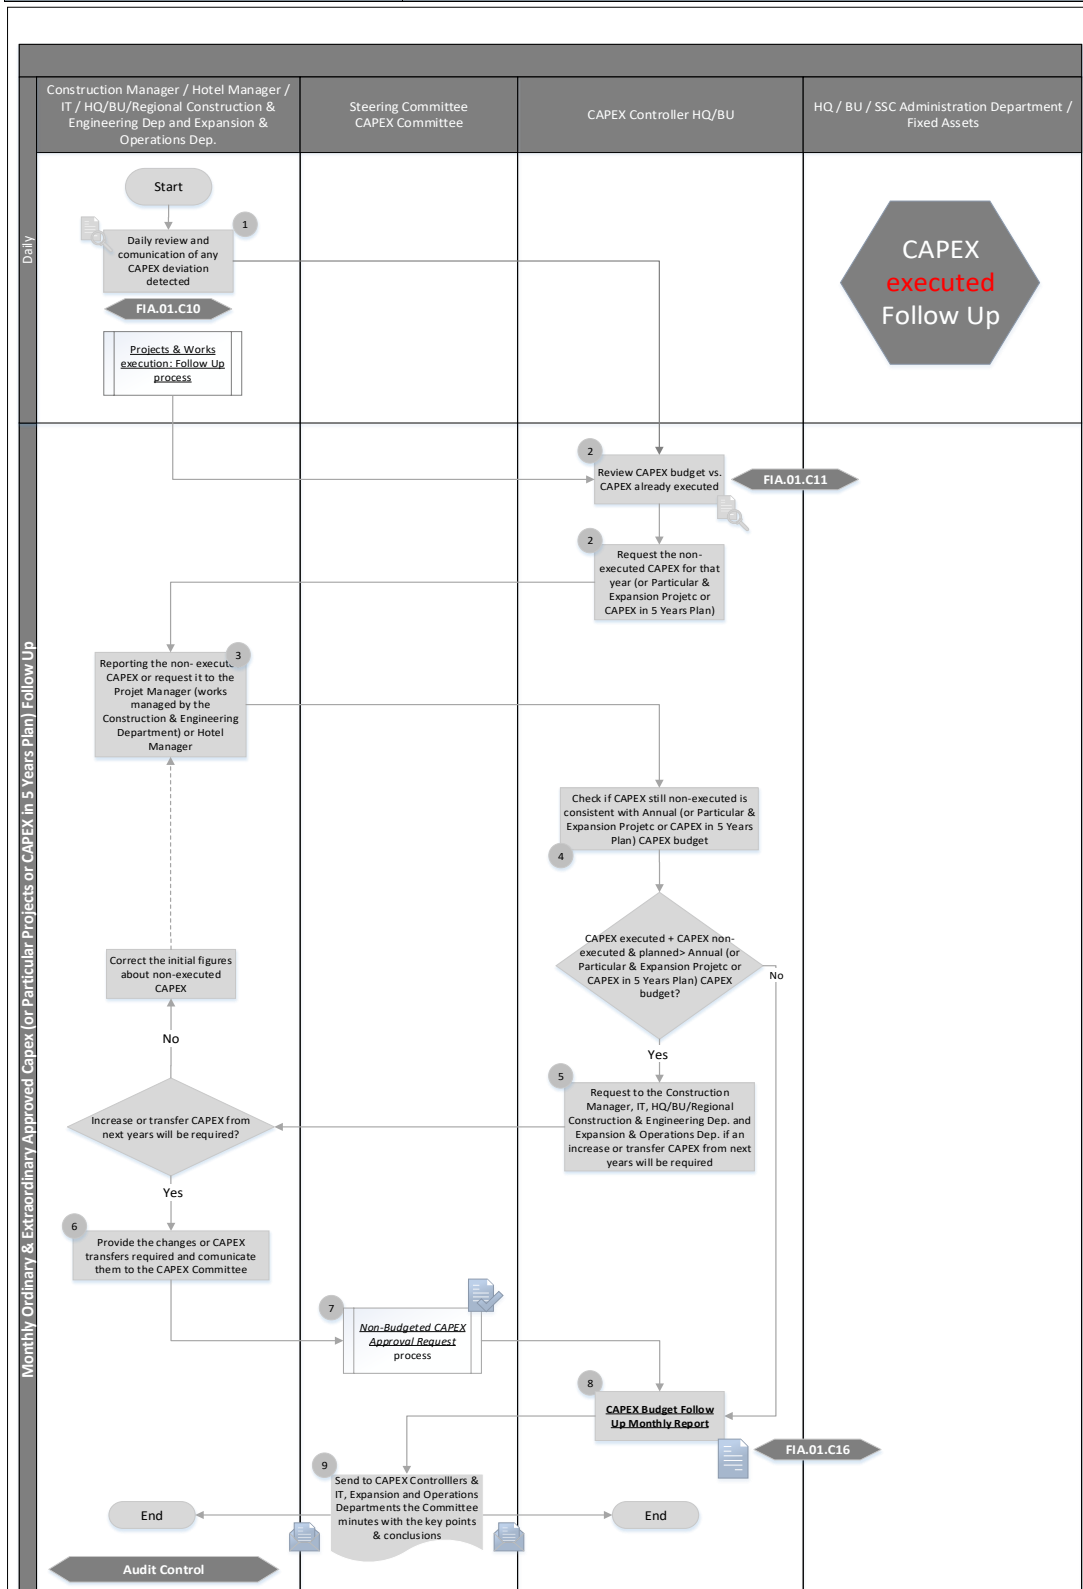 Construction Manager / Hotel Manager /
IT / HQ/BU/Regional Construction &
Engineering Dep and Expansion &
Operations Dep.
Steering Committee
CAPEX Committee
CAPEX Controller HQ/BU
HQ / BU / SSC Administration Department /
Fixed Assets
Daily
Start
1
Daily review and
comunication of any
CAPEX deviation
detected
FIA.01.C10
Projects & Works
execution: Follow Up
process
CAPEX
executed
Follow Up
Monthly Ordinary & Extraordinary Approved Capex (or Particular Projects or CAPEX in 5 Years Plan) Follow Up
2
Review CAPEX budget vs.
CAPEX already executed
FIA.01.C11
2
Request the non-
executed CAPEX for that
year (or Particular &
Expansion Projetc or
CAPEX in 5 Years Plan)
3
Reporting the non- execute
CAPEX or request it to the
Projet Manager (works
managed by the
Construction & Engineering
Department) or Hotel
Manager
Check if CAPEX still non-executed is
consistent with Annual (or Particular &
Expansion Projetc or CAPEX in 5 Years
Plan) CAPEX budget
4
CAPEX executed + CAPEX non-
executed & planned> Annual (or
Particular & Expansion Projetc or
CAPEX in 5 Years Plan) CAPEX
budget?
No
Yes
Correct the initial figures
about non-executed
CAPEX
No
5
Request to the Construction
Manager, IT, HQ/BU/Regional
Construction & Engineering Dep. and
Expansion & Operations Dep. if an
increase or transfer CAPEX from next
years will be required
Increase or transfer CAPEX from
next years will be required?
Yes
6
Provide the changes or CAPEX
transfers required and comunicate
them to the CAPEX Committee
7
Non-Budgeted CAPEX
Approval Request
process
8
CAPEX Budget Follow
Up Monthly Report
FIA.01.C16
9
Send to CAPEX Controlllers &
IT, Expansion and Operations
Departments the Committee
minutes with the key points
& conclusions
End
End
Audit Control